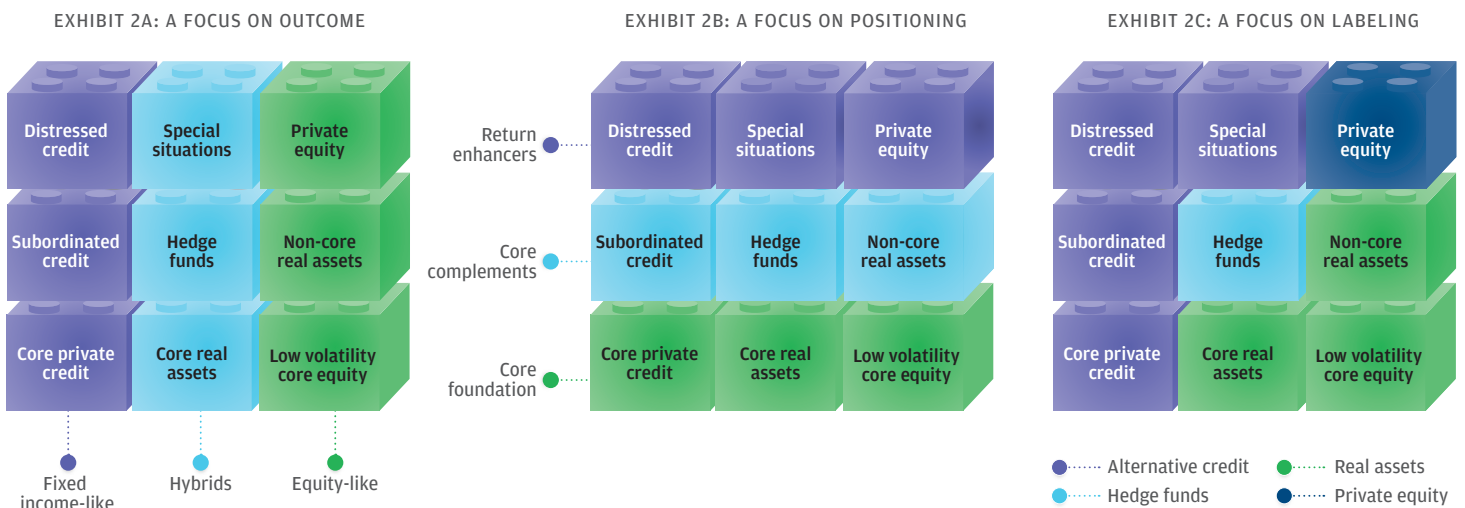 EXHIBIT 2A: A FOCUS ON OUTCOME
Distressed
credit
Special
situations
Private
equity
Subordinated
credit
Hedge
funds
Non-core
real assets
Core private
credit
Core real
assets
Low volatility
core equity
Fixed
income-like
Hybrids
Equity-like
EXHIBIT 2B: A FOCUS ON POSITIONING
Return
enhancers
Distressed
credit
Special
situations
Private
equity
Core
complements
Subordinated
credit
Hedge
funds
Non-core
real assets
Core
foundation
Core private
credit
Core real
assets
Low volatility
core equity
EXHIBIT 2C: A FOCUS ON LABELING
Distressed
credit
Special
situations
Private
equity
Subordinated
credit
Hedge
funds
Non-core
real assets
Core private
credit
Core real
assets
Low volatility
core equity
Alternative credit
Real assets
Hedge funds
Private equity